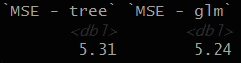 `MSE - tree` `MSE - glm`
<dbl> <dbl>
5.31 5.24